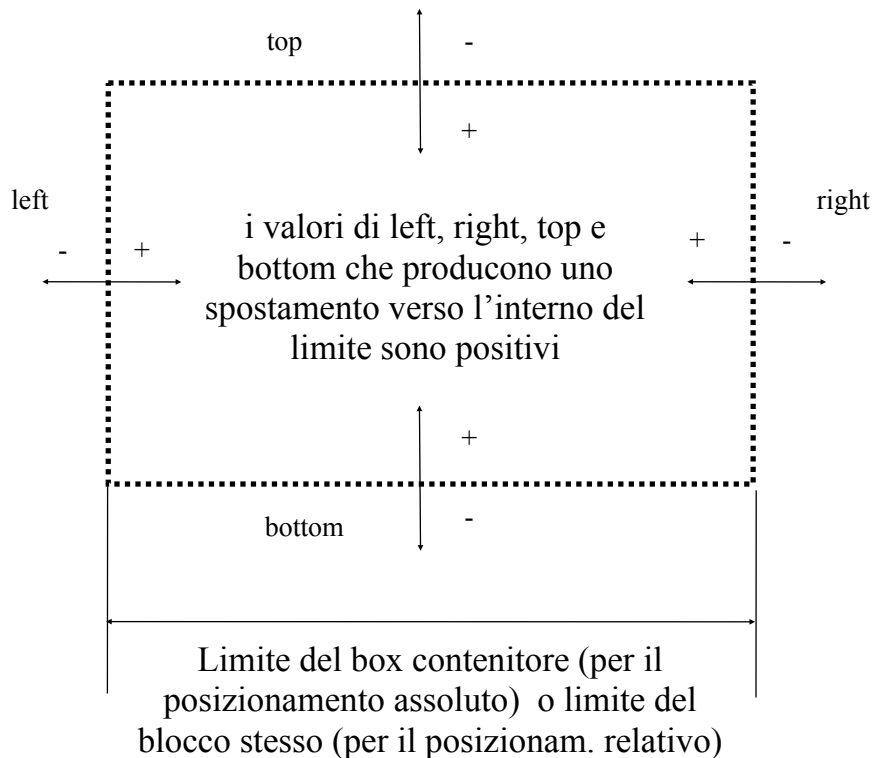 top
-
+
left
right
-
+
+
-
i valori di left, right, top e
bottom che producono uno
spostamento verso l’interno del
limite sono positivi
+
bottom
-
Limite del box contenitore (per il
posizionamento assoluto) o limite del
blocco stesso (per il posizionam. relativo)